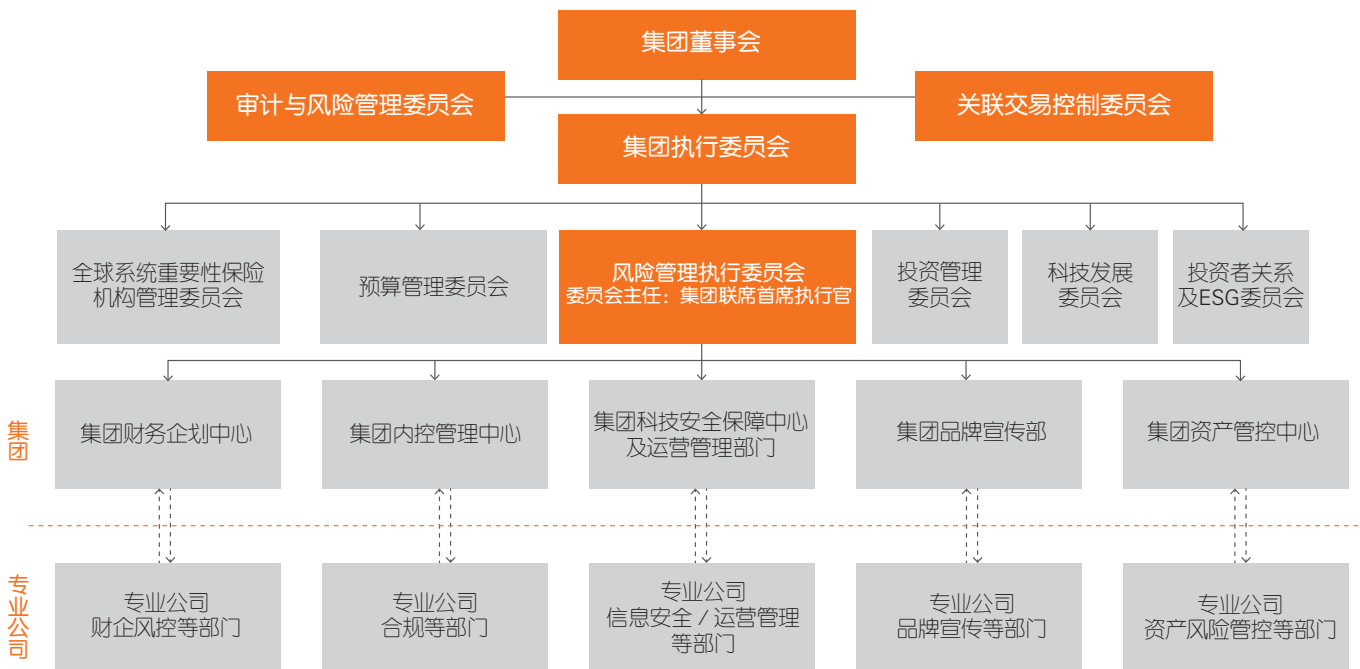 集团董事会
审计与风险管理委员会
关联交易控制委员会
集团执行委员会
全球系统重要性保险
机构管理委员会
预算管理委员会
风险管理执行委员会
委员会主任：集团联席首席执行官
投资管理
委员会
科技发展
委员会
投资者关系
及ESG委员会
集团
集团财务企划中心
集团内控管理中心
集团科技安全保障中心
及运营管理部门
集团品牌宣传部
集团资产管控中心
专业公司
专业公司
财企风控等部门
专业公司
合规等部门
专业公司
信息安全 / 运营管理
等部门
专业公司
品牌宣传等部门
专业公司
资产风险管控等部门